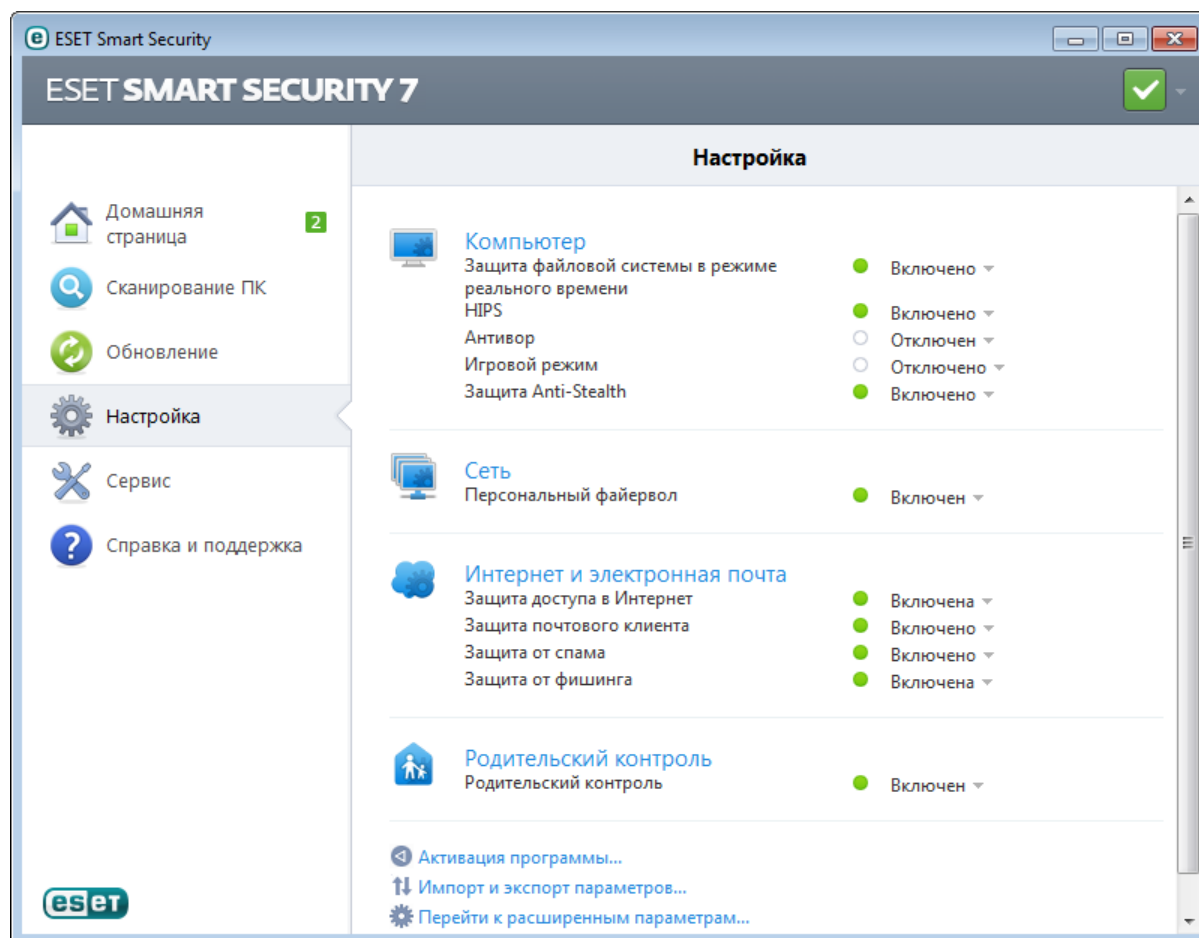 ESET Smart Security
ESET SMART SECURITY 7
Настройка
Домашняя
страница
2
Сканирование ПК
Обновление
Настройка
Сервис
Справка и поддержка
Компьютер
Защита файловой системы в режиме
реального времени
Включено
HIPS
Включено
Антивор
Отключен
Игровой режим
Отключено
Защита Anti-Stealth
Включено
Сеть
Персональный файервол
Включен
Интернет и электронная почта
Защита доступа в Интернет
Включена
Защита почтового клиента
Включено
Защита от спама
Включено
Защита от фишинга
Включена
Родительский контроль
Родительский контроль
Включен
Активация программы...
Импорт и экспорт параметров...
Перейти к расширенным параметрам...
eset